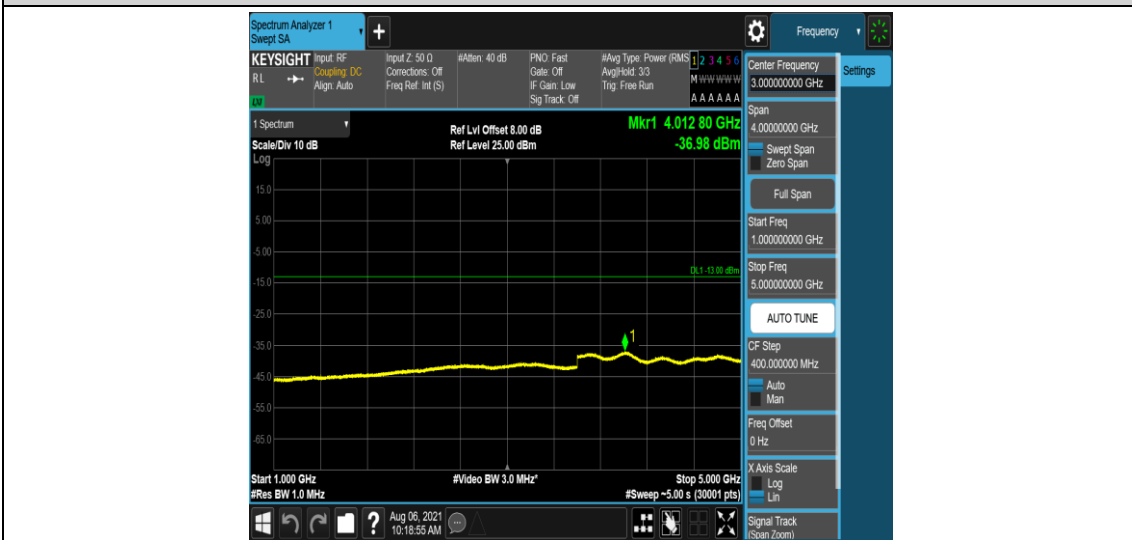 Spectrum Analyzer 1
Swept SA
+
Frequency
KEYSIGHT
RL
LXI
Input: RF
Coupling: DC
Align: Auto
Input Z: 50 Ω
Corrections: Off
Freq Ref: Int (S)
#Atten: 40 dB
PNO: Fast
Gate: Off
IF Gain: Low
Sig Track: Off
#Avg Type: Power (RMS
Avg|Hold: 3/3
Trig: Free Run
1 2 3 4 5 6
M W W W W W
A A A A A A
1 Spectrum
Scale/Div 10 dB
Log
Ref Lvl Offset 8.00 dB
Ref Level 25.00 dBm
Mkr1 4.012 80 GHz
-36.98 dBm
15.0
5.00
-5.00
-15.0
-25.0
-35.0
-45.0
-55.0
-65.0
DL1 -13.00 dBm
1
Start 1.000 GHz
#Res BW 1.0 MHz
#Video BW 3.0 MHz*
Stop 5.000 GHz
#Sweep ~5.00 s (30001 pts)
?
Aug 06, 2021
10:18:55 AM
Center Frequency
3.000000000 GHz
Span
4.00000000 GHz
Swept Span
Zero Span
Full Span
Start Freq
1.000000000 GHz
Stop Freq
5.000000000 GHz
AUTO TUNE
CF Step
400.000000 MHz
Auto
Man
Freq Offset
0 Hz
X Axis Scale
Log
Lin
Signal Track
(Span Zoom)
Settings